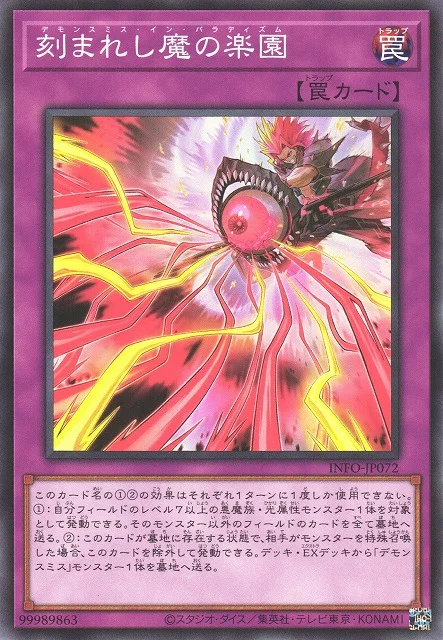 デモンスミス・イン・パラディズム
刻まれし魔の楽園
トラップ
罠
トラップ
【罠カード】
INFO-JP072
このカード名の①②の効果はそれぞれ1ターンに1度しか使用できない。
①:自分フィールドのレベル7以上の悪魔族・光属性モンスター1体を対象
として発動できる。そのモンスター以外のフィールドのカードを全て墓地へ
送る。②:このカードが墓地に存在する状態で、相手がモンスターを特殊召喚
した場合、このカードを除外して発動できる。デッキ・EXデッキから「デモン
スミス」モンスター1体を墓地へ送る。
99989863
©スタジオ・ダイス/集英社・テレビ東京・KONAMI